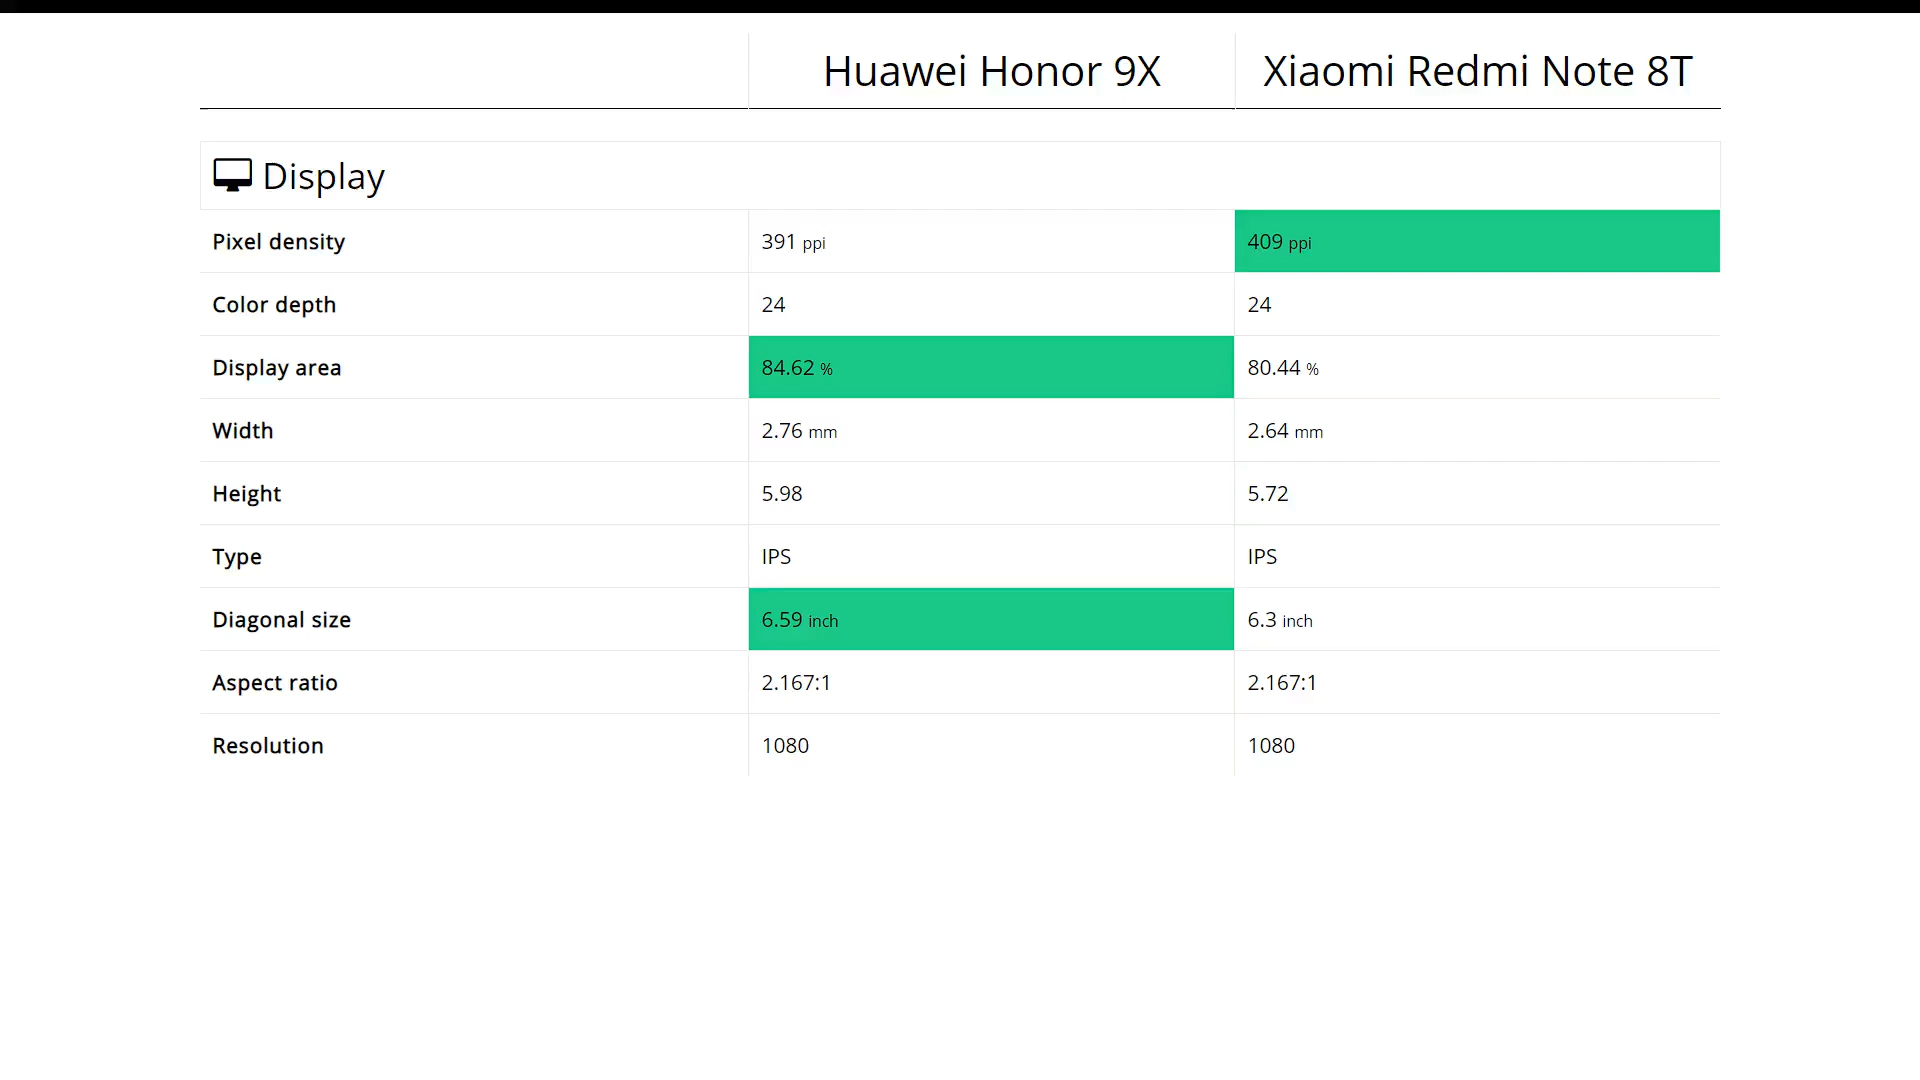 Huawei Honor 9X Xiaomi Redmi Note 8T
Display
Pixel density 391 ppi 409 ppi
Color depth 24 24
Display area 84.62 % 80.44 %
Width 2.76 mm 2.64 mm
Height 5.98 5.72
Type IPS IPS
Diagonal size 6.59 inch 6.3 inch
Aspect ratio 2.167:1 2.167:1
Resolution 1080 1080